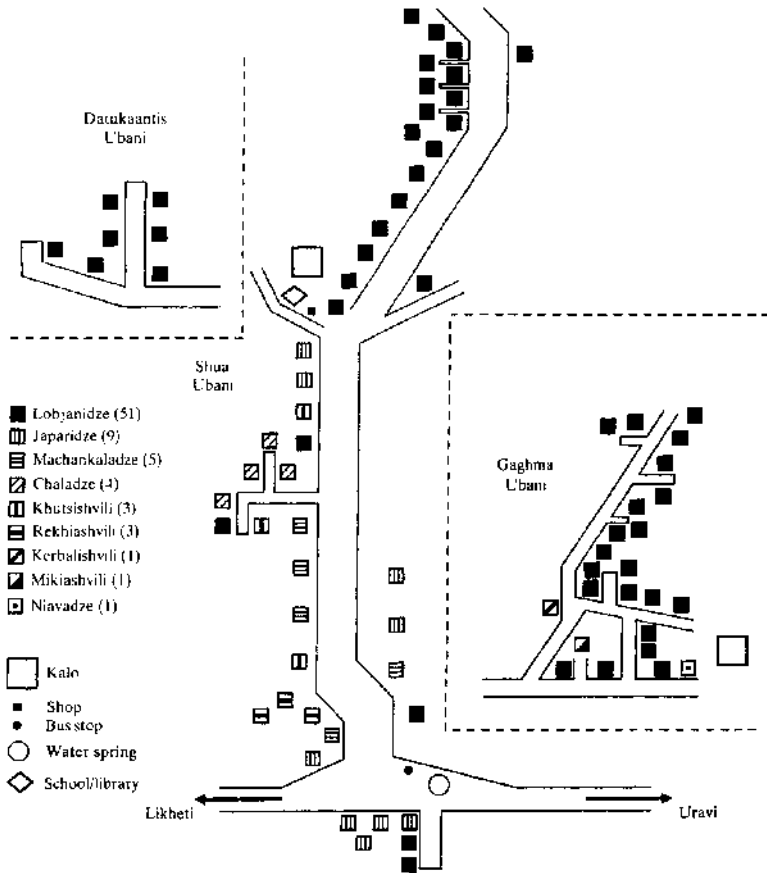 Datukaantis
Ubani
Shua
Ubani
Lobjanidze (51)
Japaridze (9)
Machankaladze (5)
Chaladze (4)
Khutsishvili (3)
Rekhiashvili (3)
Kerbalishvili (1)
Mikiashvili (1)
Niavadze (1)
Kalo
Shop
Bus stop
Water spring
School/library
Gaghma
Ubani
Likheti
Uravi